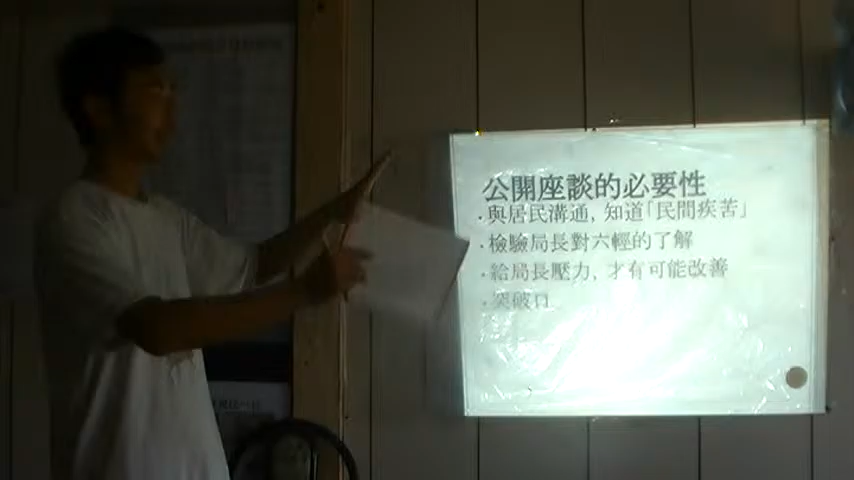 公開座談的必要性
·與居民溝通, 知道「民間疾苦」
·檢驗局長對六輕的了解
·給局長壓力, 才有可能改善
·突破口